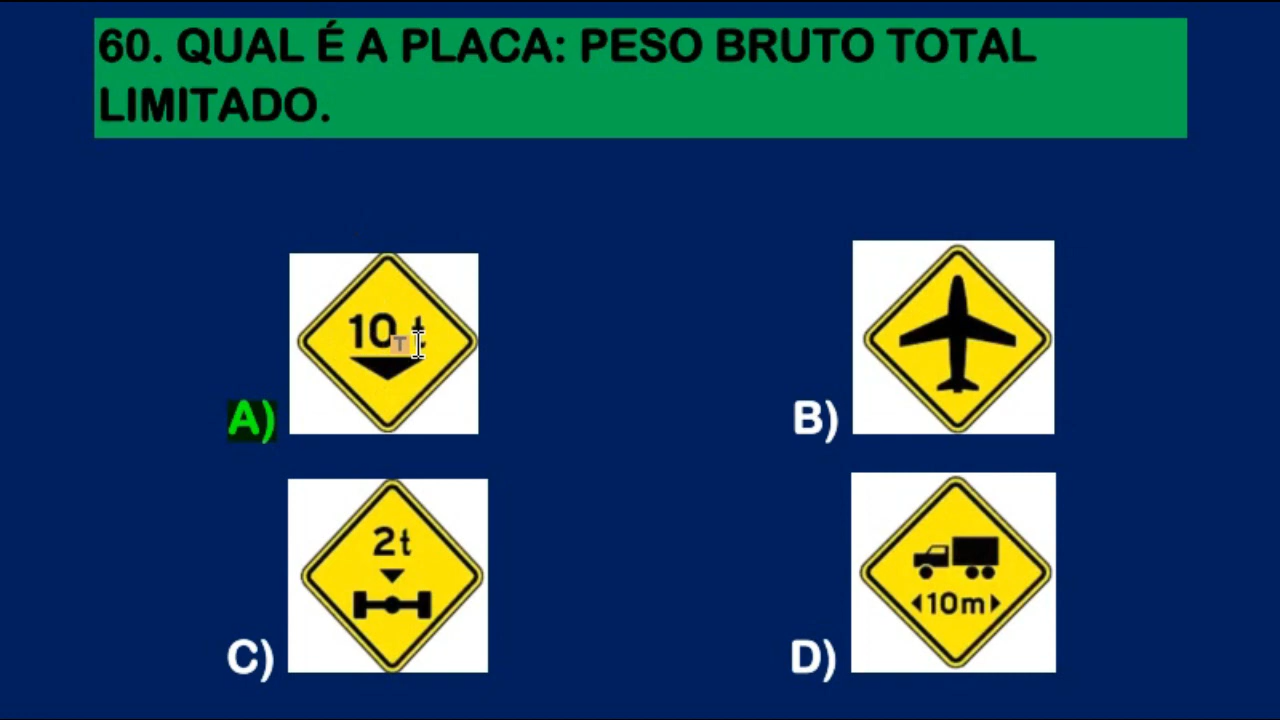 60. QUAL É A PLACA: PESO BRUTO TOTAL
LIMITADO.
10 t
T
A)
B)
2t
C)
10m
D)